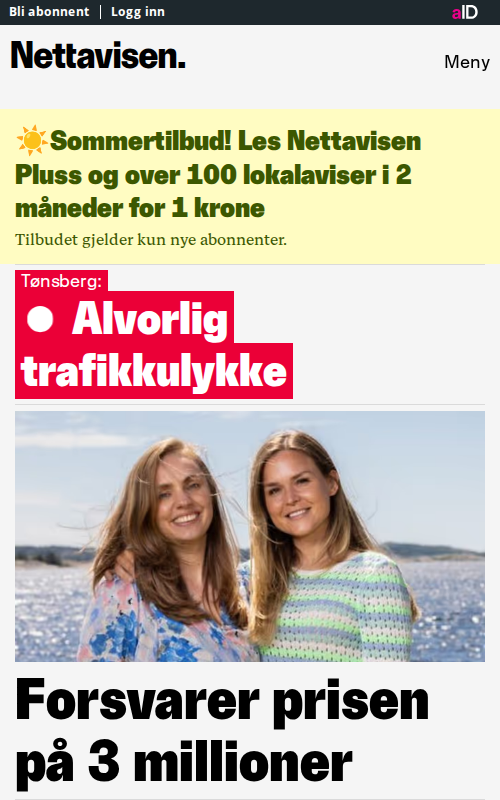 Bli abonnent | Logg inn
aID
Nettavisen.
Meny
☀️Sommertilbud! Les Nettavisen
Pluss og over 100 lokalaviser i 2
måneder for 1 krone
Tilbudet gjelder kun nye abonnenter.
Tønsberg:
● Alvorlig
trafikkulykke
Forsvarer prisen
på 3 millioner